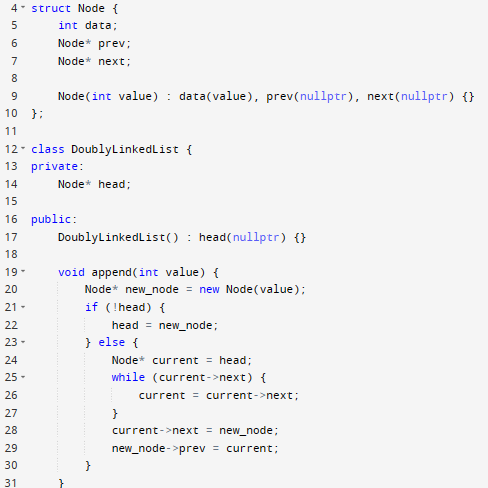 4 struct Node {
5     int data;
6     Node* prev;
7     Node* next;
8
9     Node(int value) : data(value), prev(nullptr), next(nullptr) {}
10 };
11
12 class DoublyLinkedList {
13 private:
14     Node* head;
15
16 public:
17     DoublyLinkedList() : head(nullptr) {}
18
19     void append(int value) {
20         Node* new_node = new Node(value);
21         if (!head) {
22             head = new_node;
23         } else {
24             Node* current = head;
25             while (current->next) {
26                 current = current->next;
27             }
28             current->next = new_node;
29             new_node->prev = current;
30         }
31     }